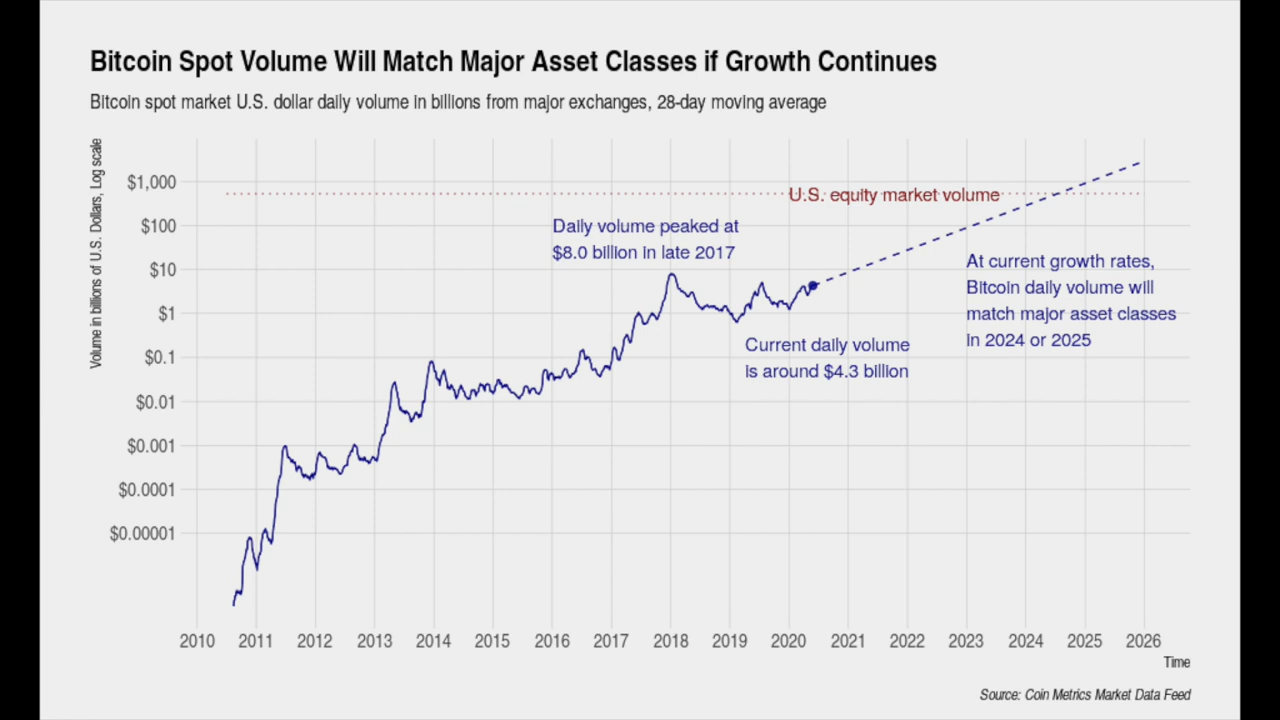 Bitcoin Spot Volume Will Match Major Asset Classes if Growth Continues
Bitcoin spot market U.S. dollar daily volume in billions from major exchanges, 28-day moving average
Volume in billions of U.S. Dollars, Log scale
$1,000
$100
$10
$1
$0.1
$0.01
$0.001
$0.0001
$0.00001
U.S. equity market volume
Daily volume peaked at
$8.0 billion in late 2017
At current growth rates,
Bitcoin daily volume will
match major asset classes
in 2024 or 2025
Current daily volume
is around $4.3 billion
2010 2011 2012 2013 2014 2015 2016 2017 2018 2019 2020 2021 2022 2023 2024 2025 2026
Time
Source: Coin Metrics Market Data Feed